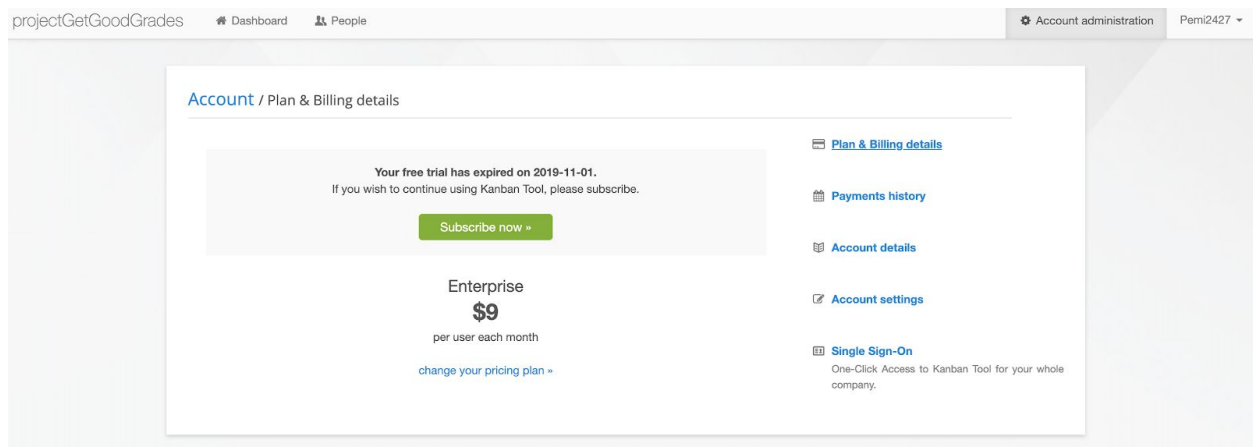 projectGetGoodGrades
Dashboard
People
Account administration
Pemi2427
Account / Plan & Billing details
Your free trial has expired on 2019-11-01.
If you wish to continue using Kanban Tool, please subscribe.
Subscribe now »
Enterprise
$9
per user each month
change your pricing plan »
Plan & Billing details
Payments history
Account details
Account settings
Single Sign-On
One-Click Access to Kanban Tool for your whole
company.